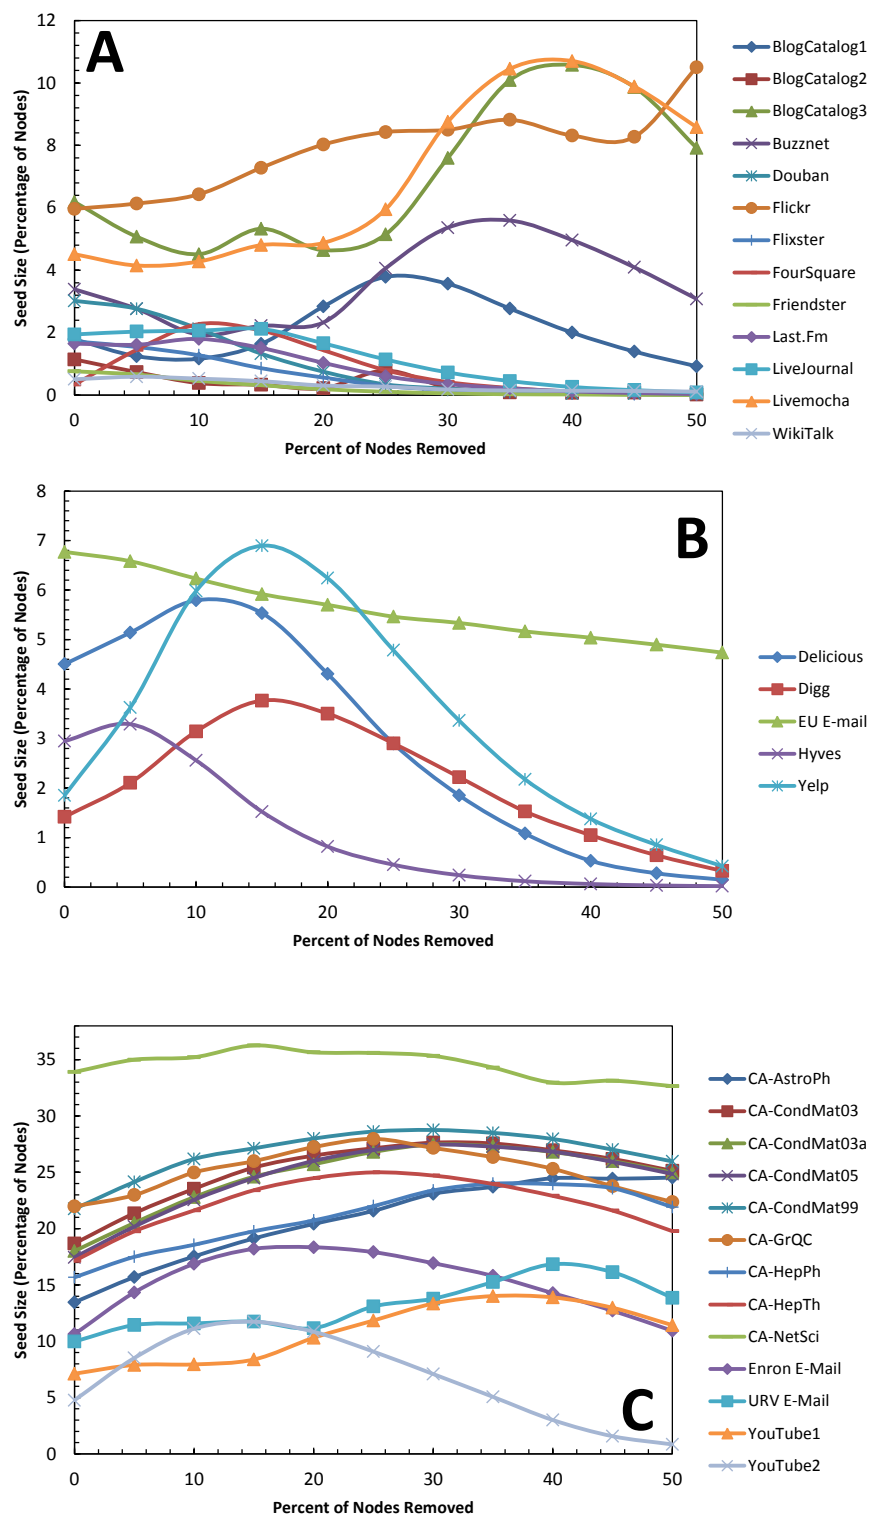 A
12
10
8
6
4
2
0
Seed Size (Percentage of Nodes)
0 10 20 30 40 50
Percent of Nodes Removed
BlogCatalog1
BlogCatalog2
BlogCatalog3
Buzznet
Douban
Flickr
Flixster
FourSquare
Friendster
Last.Fm
LiveJournal
Livemocha
WikiTalk
B
8
7
6
5
4
3
2
1
0
Seed Size (Percentage of Nodes)
0 10 20 30 40 50
Percent of Nodes Removed
Delicious
Digg
EU E-mail
Hyves
Yelp
35
30
25
20
15
10
5
0
Seed Size (Percentage of Nodes)
C
0 10 20 30 40 50
Percent of Nodes Removed
CA-AstroPh
CA-CondMat03
CA-CondMat03a
CA-CondMat05
CA-CondMat99
CA-GrQC
CA-HepPh
CA-HepTh
CA-NetSci
Enron E-Mail
URV E-Mail
YouTube1
YouTube2